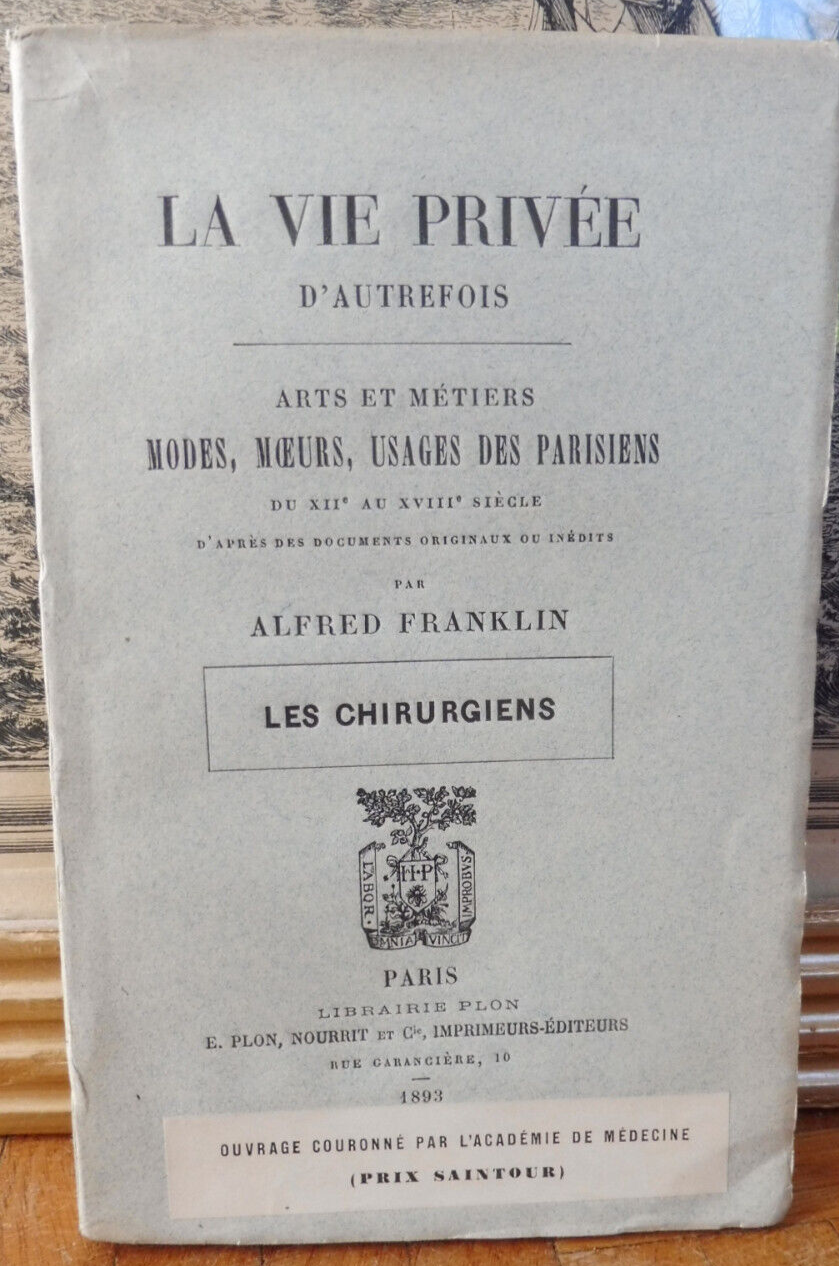 LA VIE PRIVÉE
D'AUTREFOIS
ARTS ET MÉTIERS
MODES, MŒURS, USAGES DES PARISIENS
DU XIIe AU XVIIIe SIÈCLE
D'APRÈS DES DOCUMENTS ORIGINAUX OU INÉDITS
PAR
ALFRED FRANKLIN
LES CHIRURGIENS
LABOR
H·P
IMPROBVS
OMNIA VINCIT
PARIS
LIBRAIRIE PLON
E. PLON, NOURRIT ET Cie, IMPRIMEURS-ÉDITEURS
RUE GARANCIÈRE, 10
1893
OUVRAGE COURONNÉ PAR L'ACADÉMIE DE MÉDECINE
(PRIX SAINTOUR)